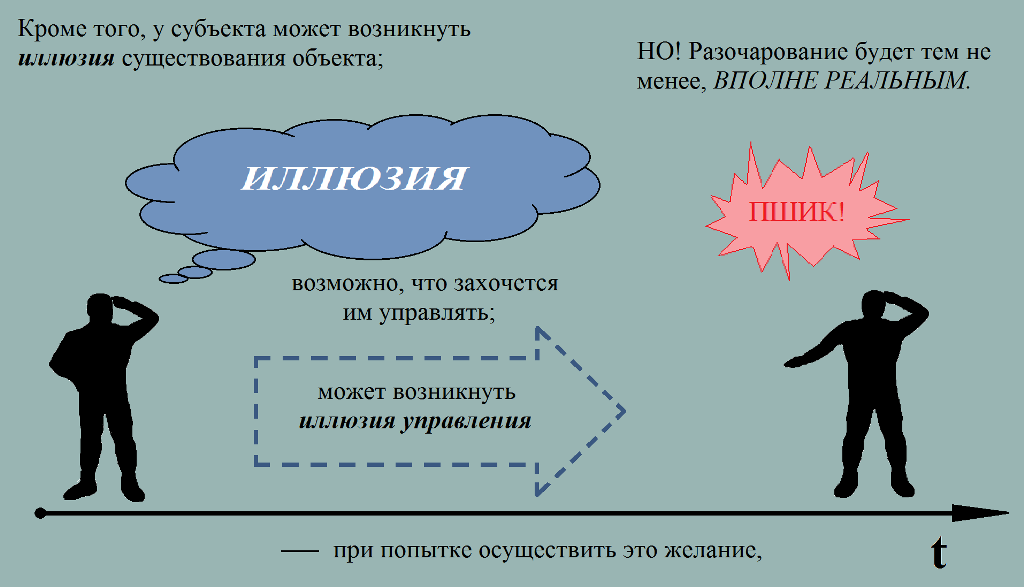 Кроме того, у субъекта может возникнуть
иллюзия существования объекта;
НО! Разочарование будет тем не
менее, ВПОЛНЕ РЕАЛЬНЫМ.
ИЛЛЮЗИЯ
ПШИК!
возможно, что захочется
им управлять;
может возникнуть
иллюзия управления
t
— при попытке осуществить это желание,